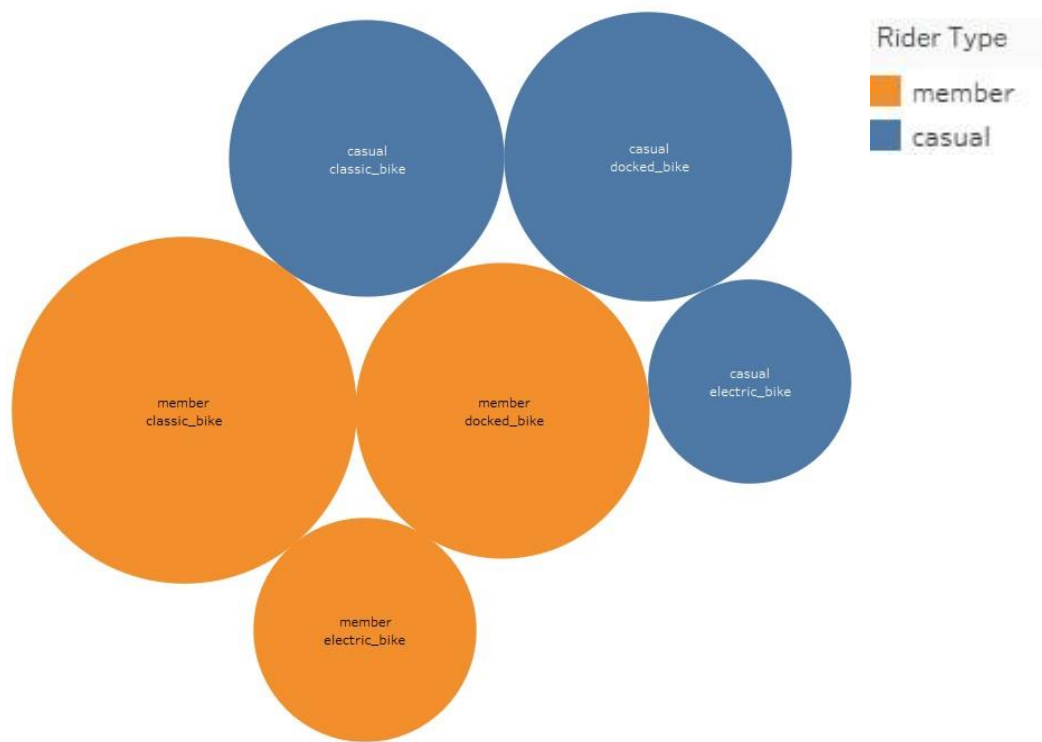 casual
classic_bike
casual
docked_bike
Rider Type
member
casual
member
classic_bike
member
docked_bike
casual
electric_bike
member
electric_bike